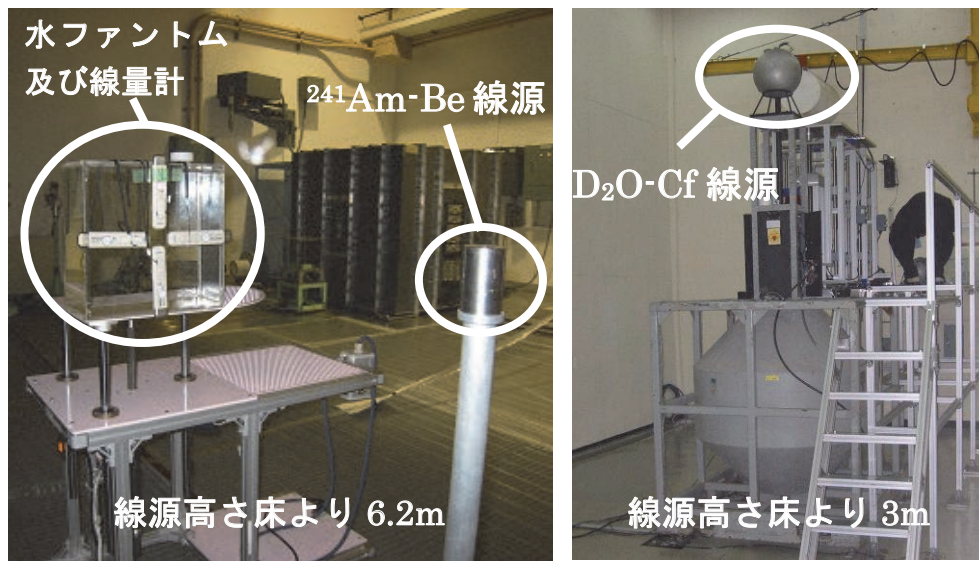 水ファントム
及び線量計
²⁴¹Am-Be 線源
線源高さ床より 6.2m
D₂O-Cf 線源
線源高さ床より 3m